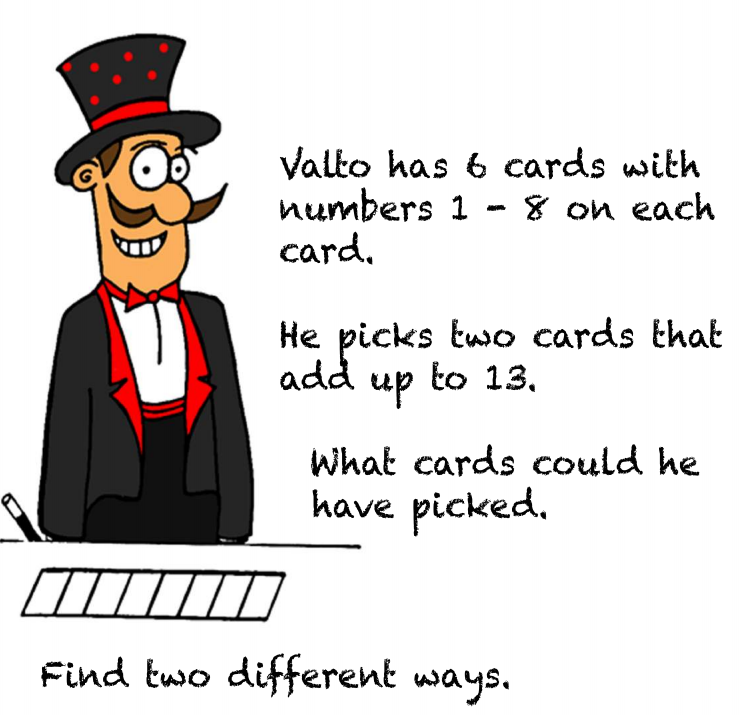 Valto has 6 cards with
numbers 1 - 8 on each
card.
He picks two cards that
add up to 13.
What cards could he
have picked.
Find two different ways.